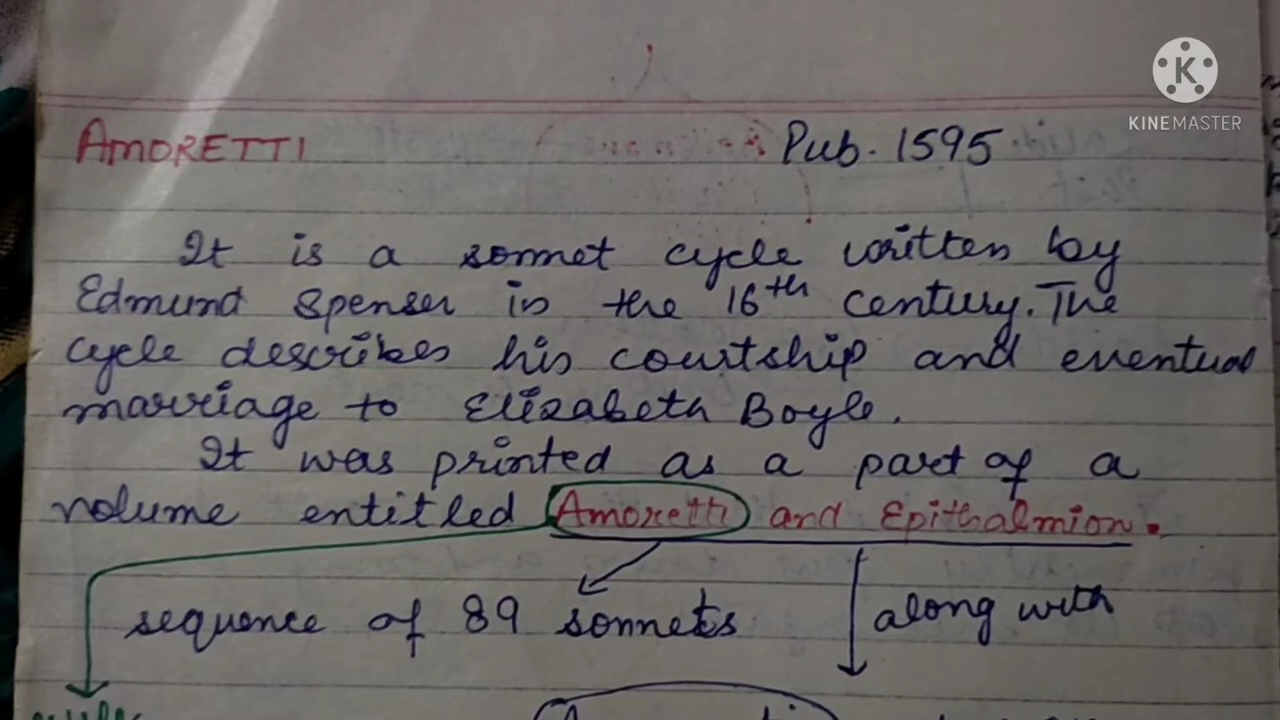 KINEMASTER
AMORETTI Pub. 1595
It is a sonnet cycle written by
Edmund Spenser in the 16th century. The
cycle describes his courtship and eventual
marriage to Elizabeth Boyle.
It was printed as a part of a
volume entitled Amoretti and Epithalmion.
sequence of 89 sonnets along with